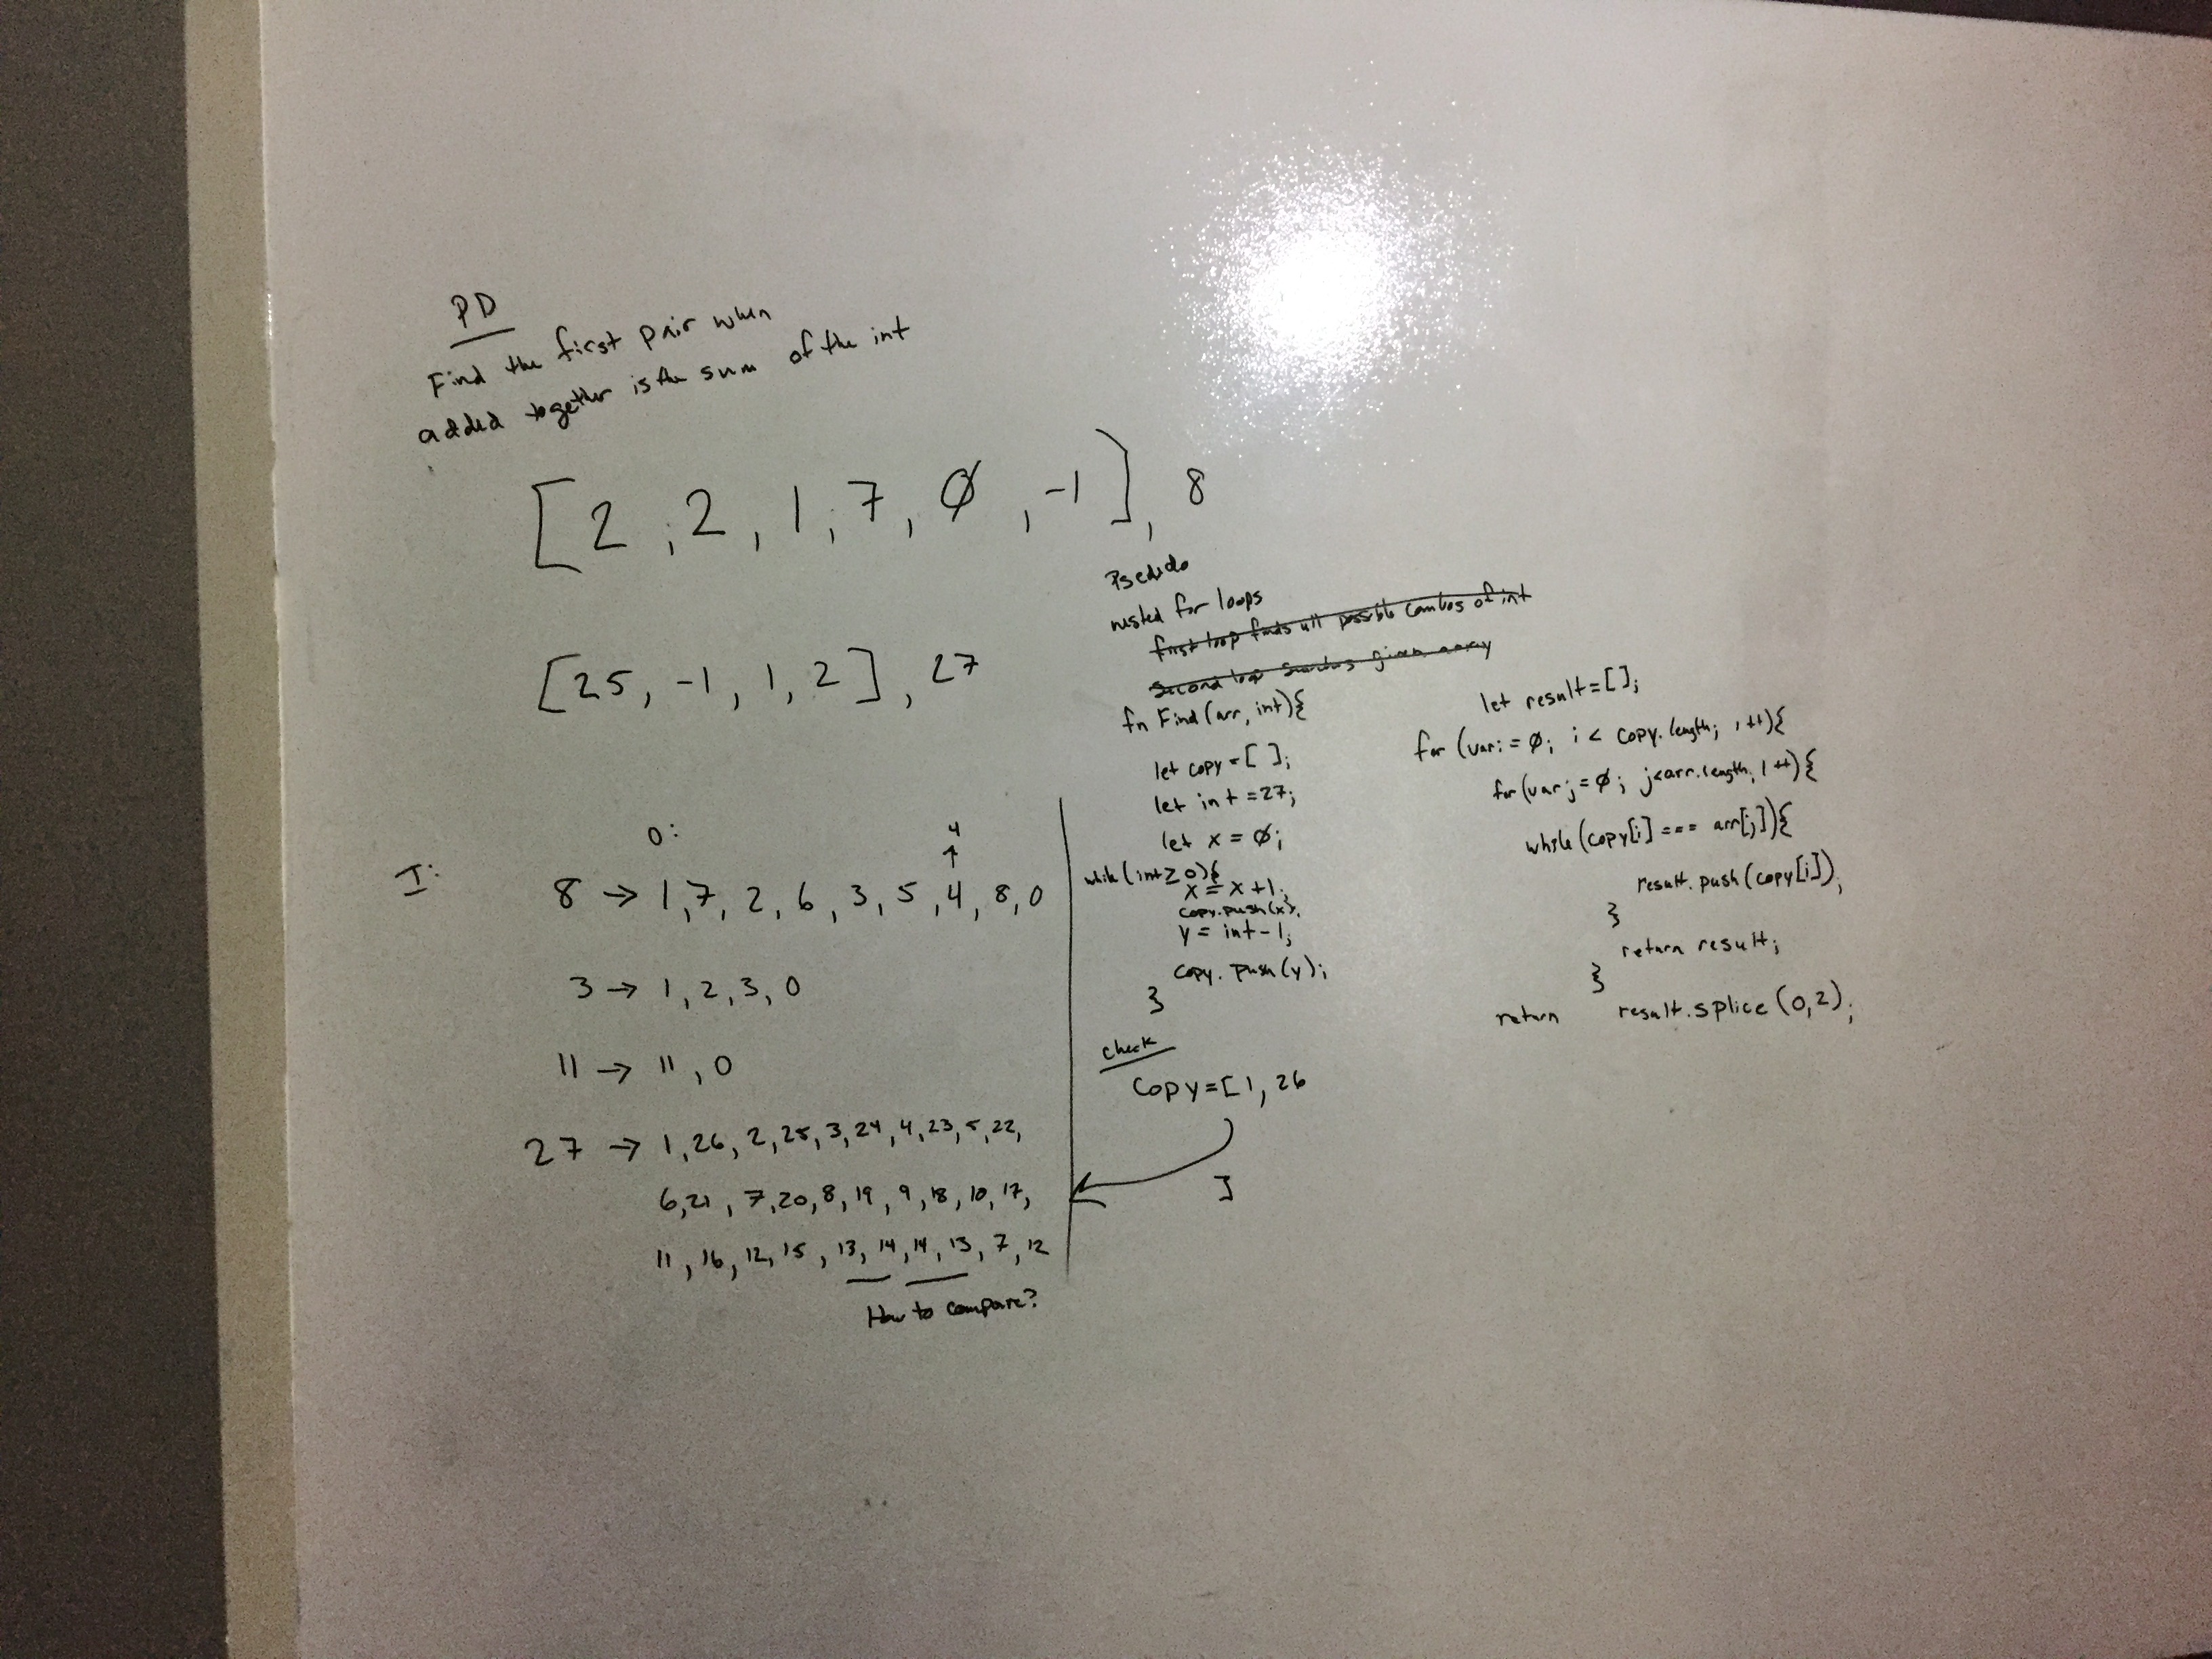 PD
Find the first pair when
added together is the sum of the int
[2, 2, 1, 7, Ø, -1], 8
[25, -1, 1, 2], 27
I:
O:
4
↑
8 → 1, 7, 2, 6, 3, 5, 4, 8, 0
3 → 1, 2, 3, 0
11 → 11, 0
27 → 1, 26, 2, 25, 3, 24, 4, 23, 5, 22,
6, 21, 7, 20, 8, 19, 9, 18, 10, 17,
11, 16, 12, 15, 13, 14, 14, 13, 7, 12
How to compare?
nested for loops
first loop finds all possible combos of int
second loop searches given array
fn Find(arr, int){
let copy = [ ];
let int = 27;
let x = Ø;
while (int ≥ 0){
x = x + 1;
copy.push(x);
y = int - 1;
copy.push(y);
}
check
copy = [1, 26
]
let result = [];
for (var i = Ø; i < copy.length; i++){
for (var j = Ø; j < arr.length; j++){
while (copy[i] === arr[j]){
result.push(copy[i]);
}
return result;
}
return result.splice(0,2);